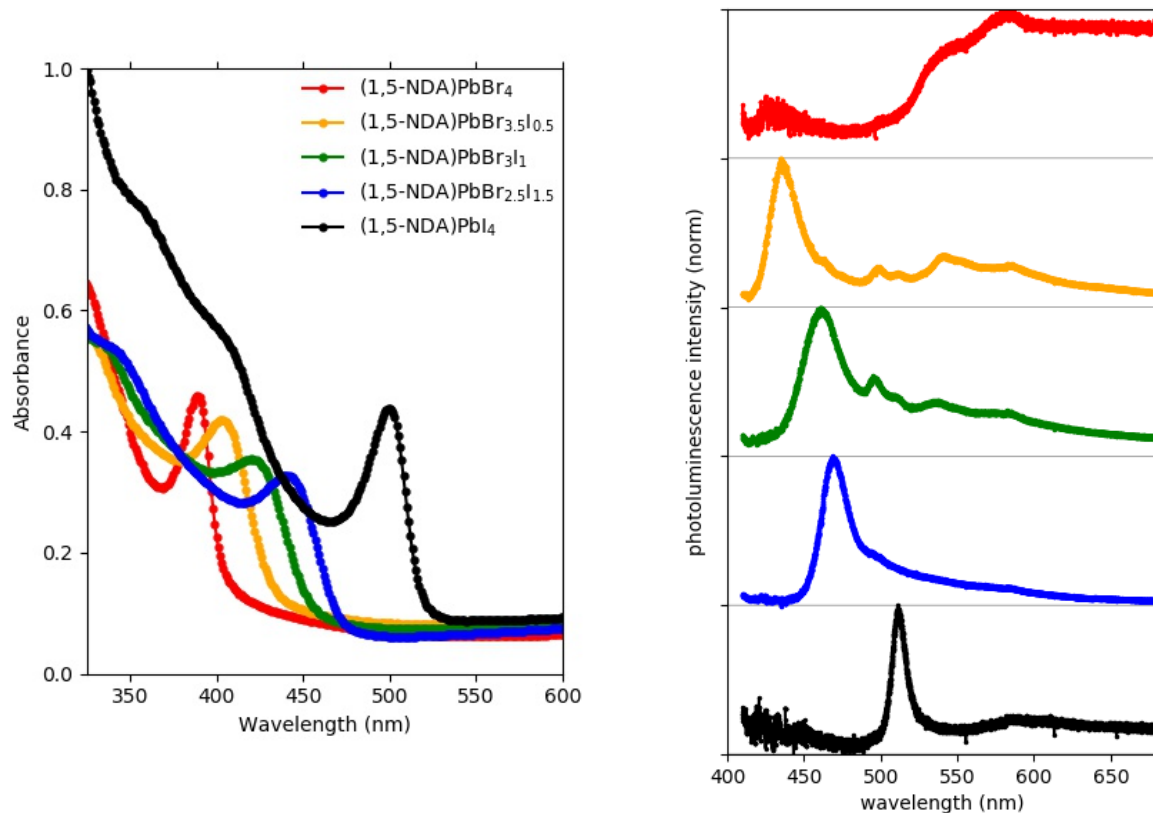 1.0
0.8
0.6
0.4
0.2
0.0
Absorbance
350 400 450 500 550 600
Wavelength (nm)
(1,5-NDA)PbBr₄
(1,5-NDA)PbBr₃.₅I₀.₅
(1,5-NDA)PbBr₃I₁
(1,5-NDA)PbBr₂.₅I₁.₅
(1,5-NDA)PbI₄
photoluminescence intensity (norm)
400 450 500 550 600 650
wavelength (nm)